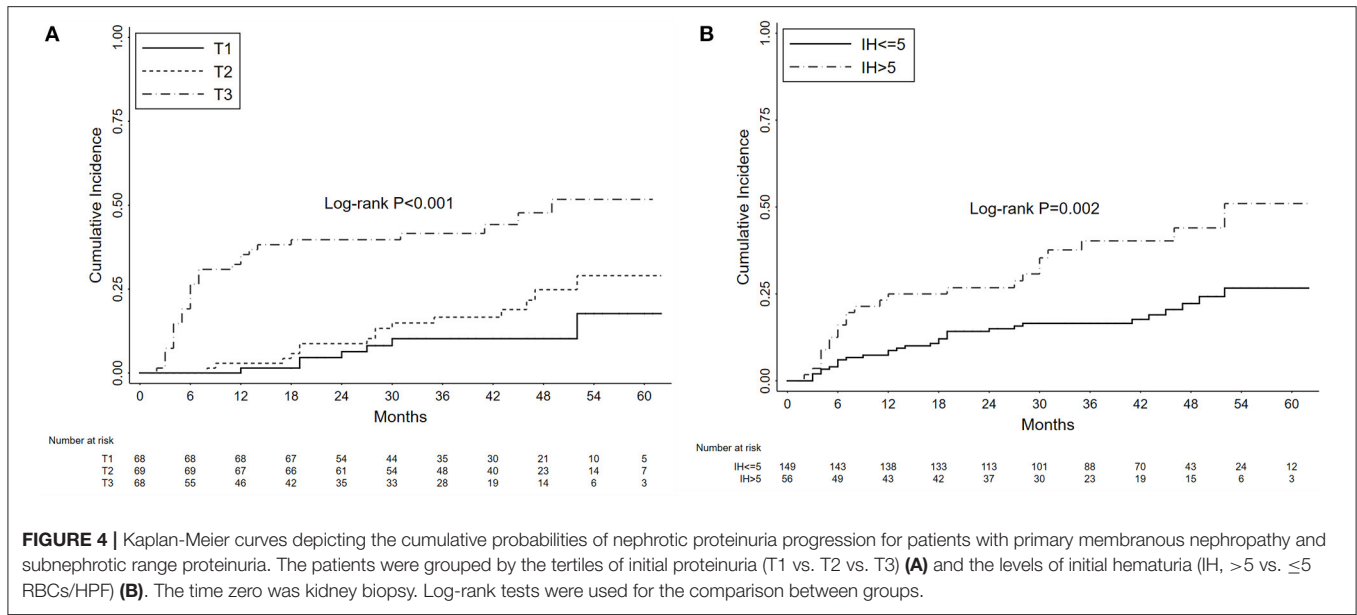 A
T1
T2
T3
1.00
0.75
0.50
0.25
0.00
Cumulative Incidence
Log-rank P<0.001
0 6 12 18 24 30 36 42 48 54 60
Months
Number at risk
T1 68 68 68 67 54 44 35 30 21 10 5
T2 69 69 67 66 61 54 48 40 23 14 7
T3 68 55 46 42 35 33 28 19 14 6 3
B
IH<=5
IH>5
1.00
0.75
0.50
0.25
0.00
Cumulative Incidence
Log-rank P=0.002
0 6 12 18 24 30 36 42 48 54 60
Months
Number at risk
IH<=5 149 143 138 133 113 101 88 70 43 24 12
IH>5 56 49 43 42 37 30 23 19 15 6 3
FIGURE 4 | Kaplan-Meier curves depicting the cumulative probabilities of nephrotic proteinuria progression for patients with primary membranous nephropathy and
subnephrotic range proteinuria. The patients were grouped by the tertiles of initial proteinuria (T1 vs. T2 vs. T3) (A) and the levels of initial hematuria (IH, >5 vs. ≤5
RBCs/HPF) (B). The time zero was kidney biopsy. Log-rank tests were used for the comparison between groups.